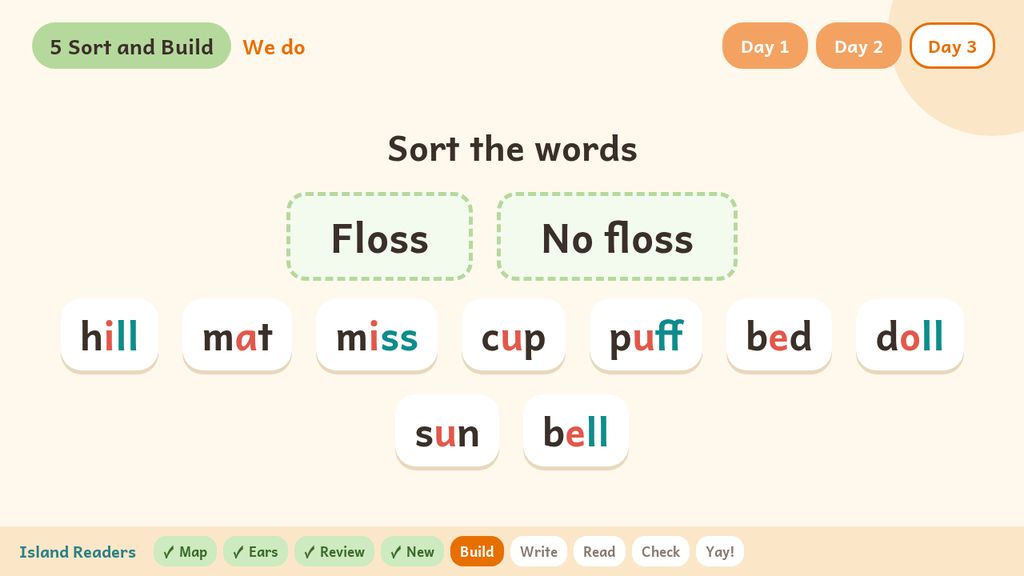 5 Sort and Build We do Day 1 Day 2 Day 3
Sort the words
Floss No floss
hill mat miss cup puff bed doll
sun bell
Island Readers ✓ Map ✓ Ears ✓ Review ✓ New Build Write Read Check Yay!